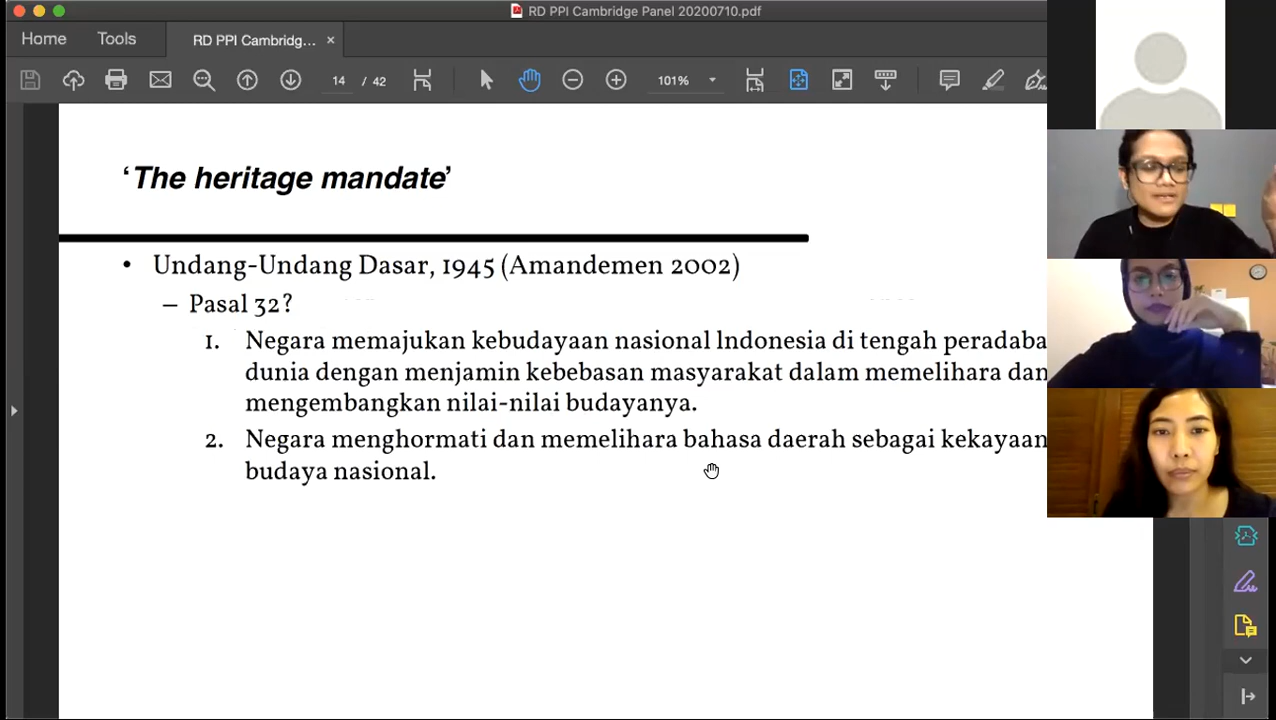 RD PPI Cambridge Panel 20200710.pdf
Home Tools RD PPI Cambridg... ×
14 / 42 101%
‘The heritage mandate’
• Undang-Undang Dasar, 1945 (Amandemen 2002)
– Pasal 32?
1. Negara memajukan kebudayaan nasional Indonesia di tengah peradaba
dunia dengan menjamin kebebasan masyarakat dalam memelihara dan
mengembangkan nilai-nilai budayanya.
2. Negara menghormati dan memelihara bahasa daerah sebagai kekayaan
budaya nasional.